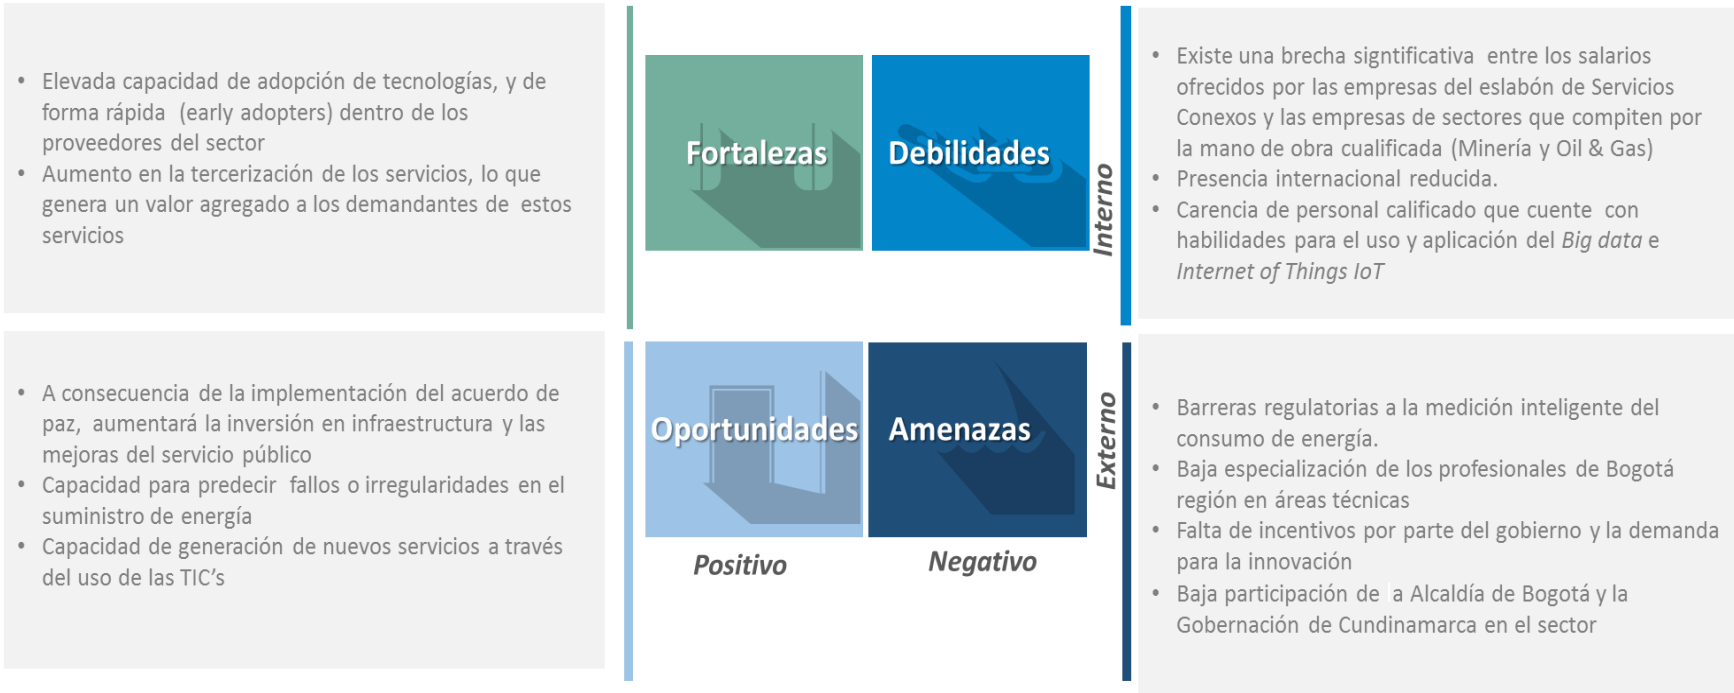 • Elevada capacidad de adopción de tecnologías, y de
forma rápida (early adopters) dentro de los
proveedores del sector
• Aumento en la tercerización de los servicios, lo que
genera un valor agregado a los demandantes de estos
servicios
Fortalezas
Debilidades
Interno
• Existe una brecha signtificativa entre los salarios
ofrecidos por las empresas del eslabón de Servicios
Conexos y las empresas de sectores que compiten por
la mano de obra cualificada (Minería y Oil & Gas)
• Presencia internacional reducida.
• Carencia de personal calificado que cuente con
habilidades para el uso y aplicación del Big data e
Internet of Things IoT
• A consecuencia de la implementación del acuerdo de
paz, aumentará la inversión en infraestructura y las
mejoras del servicio público
• Capacidad para predecir fallos o irregularidades en el
suministro de energía
• Capacidad de generación de nuevos servicios a través
del uso de las TIC's
Oportunidades
Amenazas
Externo
Positivo
Negativo
• Barreras regulatorias a la medición inteligente del
consumo de energía.
• Baja especialización de los profesionales de Bogotá
región en áreas técnicas
• Falta de incentivos por parte del gobierno y la demanda
para la innovación
• Baja participación de la Alcaldía de Bogotá y la
Gobernación de Cundinamarca en el sector